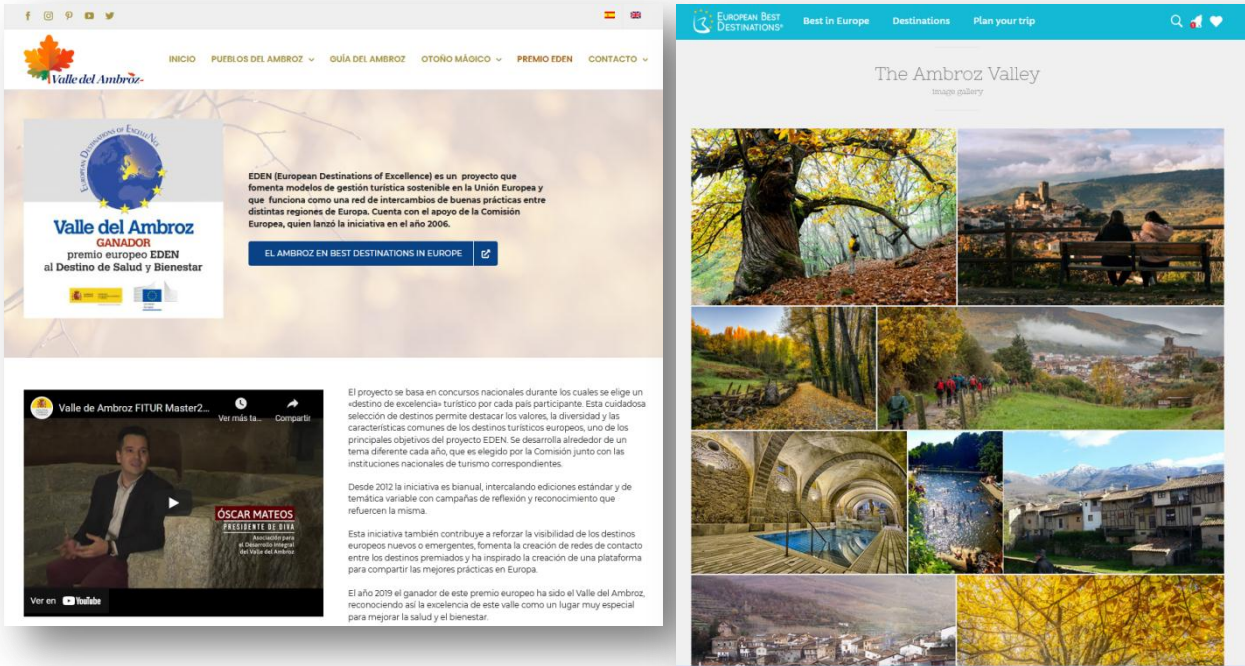 Valle del Ambroz
INICIO PUEBLOS DEL AMBROZ GUÍA DEL AMBROZ OTOÑO MÁGICO PREMIO EDEN CONTACTO
EUROPEAN DESTINATIONS OF EXCELLENCE
Valle del Ambroz
GANADOR
premio europeo EDEN
al Destino de Salud y Bienestar
EDEN (European Destinations of Excellence) es un proyecto que
fomenta modelos de gestión turística sostenible en la Unión Europea y
que funciona como una red de intercambios de buenas prácticas entre
distintas regiones de Europa. Cuenta con el apoyo de la Comisión
Europea, quien lanzó la iniciativa en el año 2006.
EL AMBROZ EN BEST DESTINATIONS IN EUROPE
Valle de Ambroz FITUR Master2...
Ver más ta...
Compartir
ÓSCAR MATEOS
PRESIDENTE DE DIVA
Asociación para
el Desarrollo Integral
del Valle del Ambroz
Ver en YouTube
El proyecto se basa en concursos nacionales durante los cuales se elige un
«destino de excelencia» turístico por cada país participante. Esta cuidadosa
selección de destinos permite destacar los valores, la diversidad y las
características comunes de los destinos turísticos europeos, uno de los
principales objetivos del proyecto EDEN. Se desarrolla alrededor de un
tema diferente cada año, que es elegido por la Comisión junto con las
instituciones nacionales de turismo correspondientes.
Desde 2012 la iniciativa es bianual, intercalando ediciones estándar y de
temática variable con campañas de reflexión y reconocimiento que
refuercen la misma.
Esta iniciativa también contribuye a reforzar la visibilidad de los destinos
europeos nuevos o emergentes, fomenta la creación de redes de contacto
entre los destinos premiados y ha inspirado la creación de una plataforma
para compartir las mejores prácticas en Europa.
El año 2019 el ganador de este premio europeo ha sido el Valle del Ambroz,
reconociendo así la excelencia de este valle como un lugar muy especial
para mejorar la salud y el bienestar.
EUROPEAN BEST
DESTINATIONS
Best in Europe Destinations Plan your trip
The Ambroz Valley
image gallery